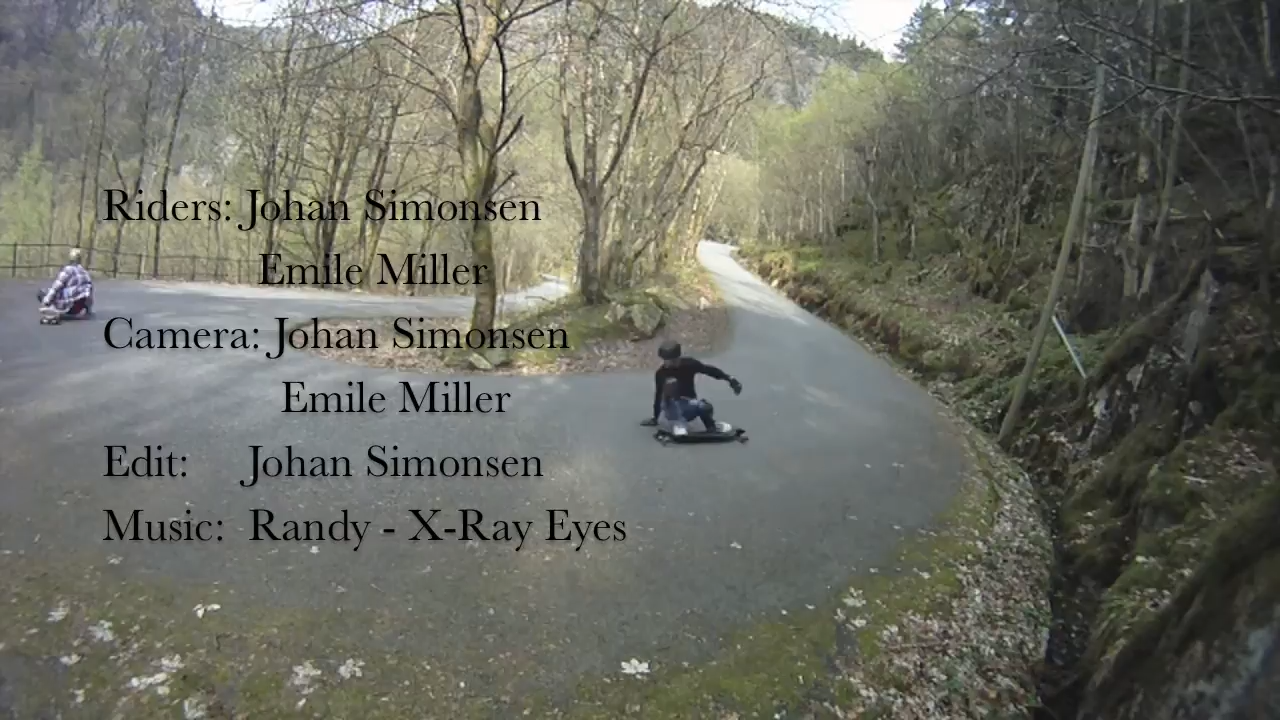 Riders: Johan Simonsen
Emile Miller
Camera: Johan Simonsen
Emile Miller
Edit: Johan Simonsen
Music: Randy - X-Ray Eyes